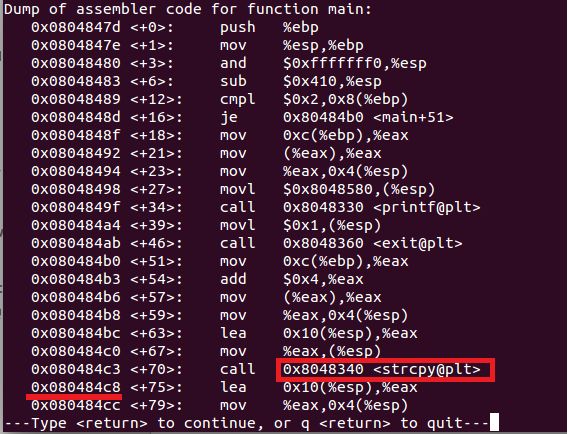 Dump of assembler code for function main:
0x0804847d <+0>: push %ebp
0x0804847e <+1>: mov %esp,%ebp
0x08048480 <+3>: and $0xfffffff0,%esp
0x08048483 <+6>: sub $0x410,%esp
0x08048489 <+12>: cmpl $0x2,0x8(%ebp)
0x0804848d <+16>: je 0x80484b0 <main+51>
0x0804848f <+18>: mov 0xc(%ebp),%eax
0x08048492 <+21>: mov (%eax),%eax
0x08048494 <+23>: mov %eax,0x4(%esp)
0x08048498 <+27>: movl $0x8048580,(%esp)
0x0804849f <+34>: call 0x8048330 <printf@plt>
0x080484a4 <+39>: movl $0x1,(%esp)
0x080484ab <+46>: call 0x8048360 <exit@plt>
0x080484b0 <+51>: mov 0xc(%ebp),%eax
0x080484b3 <+54>: add $0x4,%eax
0x080484b6 <+57>: mov (%eax),%eax
0x080484b8 <+59>: mov %eax,0x4(%esp)
0x080484bc <+63>: lea 0x10(%esp),%eax
0x080484c0 <+67>: mov %eax,(%esp)
0x080484c3 <+70>: call 0x8048340 <strcpy@plt>
0x080484c8 <+75>: lea 0x10(%esp),%eax
0x080484cc <+79>: mov %eax,0x4(%esp)
---Type <return> to continue, or q <return> to quit---